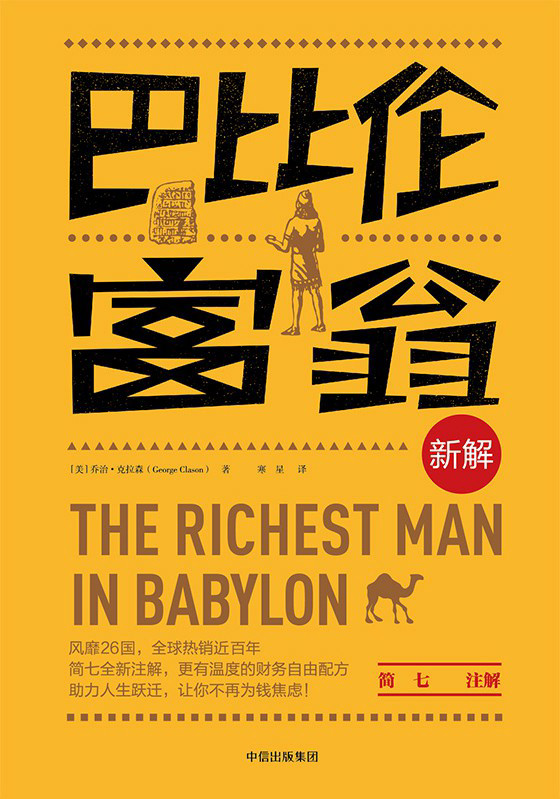 巴比伦
富翁
新解
[美]乔治·克拉森(George Clason) 著 寒星 译
THE RICHEST MAN
IN BABYLON
风靡26国，全球热销近百年
简七全新注解，更有温度的财务自由配方
助力人生跃迁，让你不再为钱焦虑！
简七 注解
中信出版集团